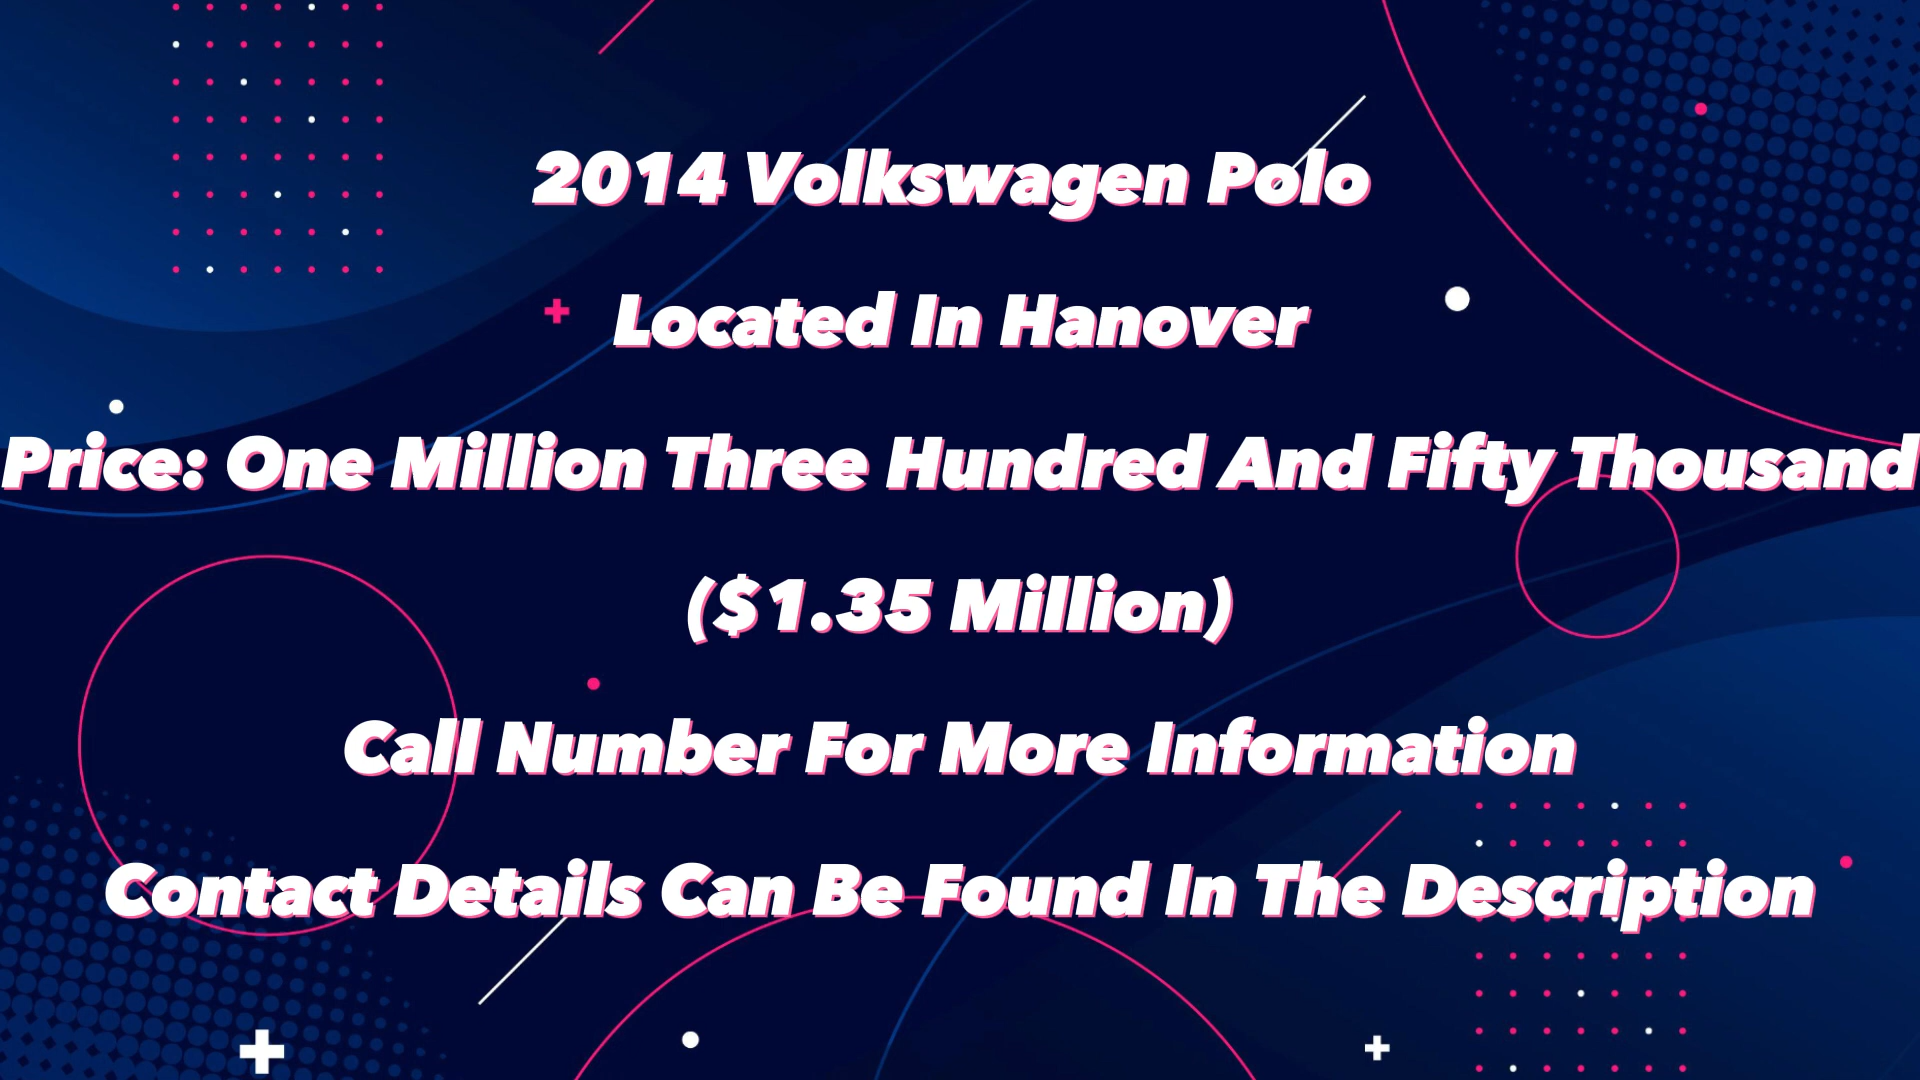 2014 Volkswagen Polo
Located In Hanover
Price: One Million Three Hundred And Fifty Thousand
($1.35 Million)
Call Number For More Information
Contact Details Can Be Found In The Description